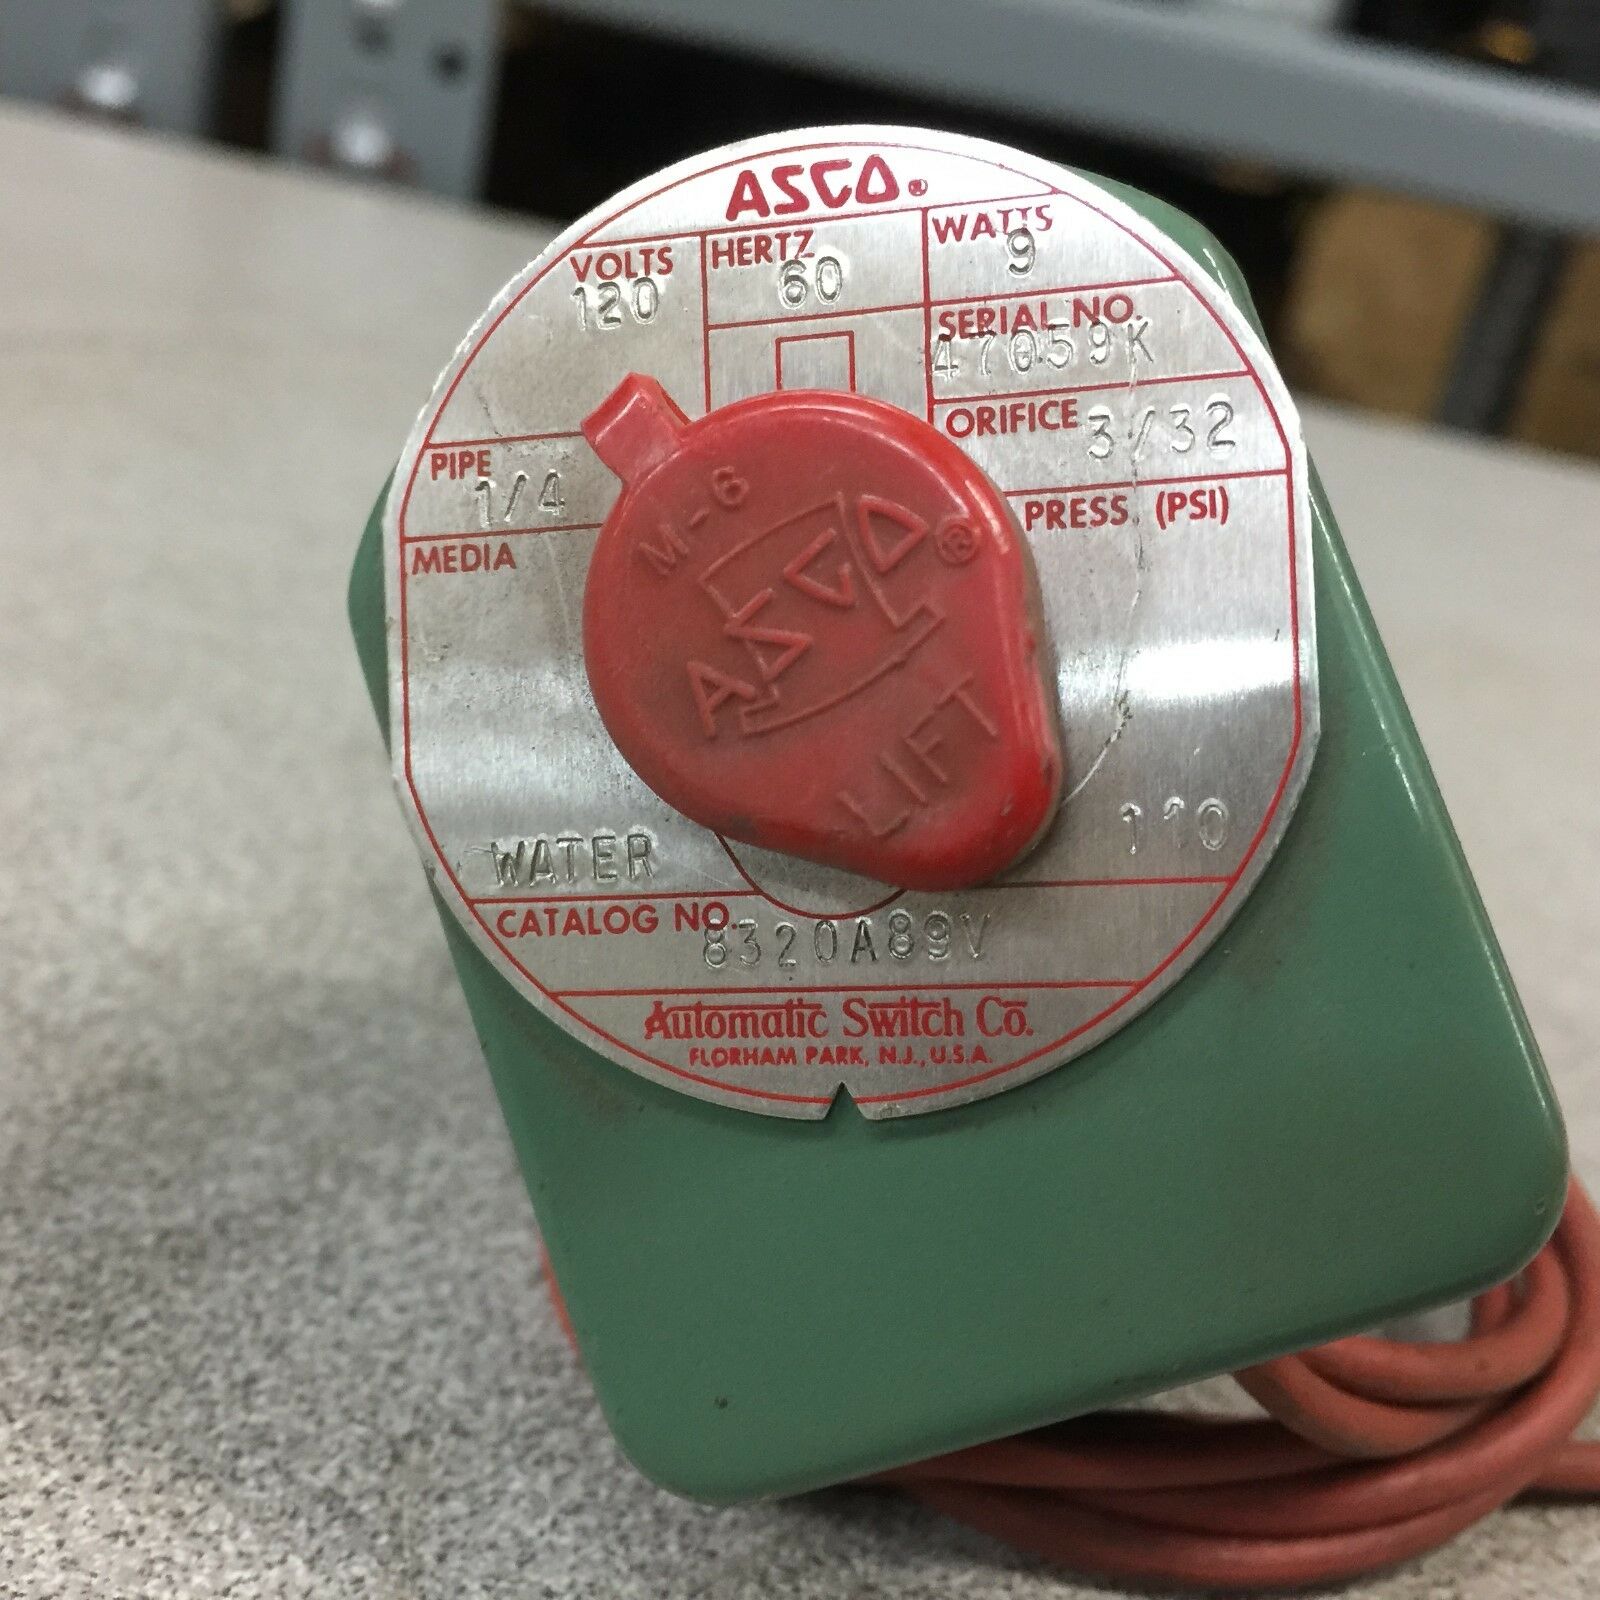 ASCO®
VOLTS
120
HERTZ
60
WATTS
9
SERIAL NO.
47059K
ORIFICE 3/32
PIPE
1/4
PRESS. (PSI)
110
MEDIA
WATER
M-6
ASCO®
LIFT
CATALOG NO. 8320A89V
Automatic Switch Co.
FLORHAM PARK, N.J., U.S.A.